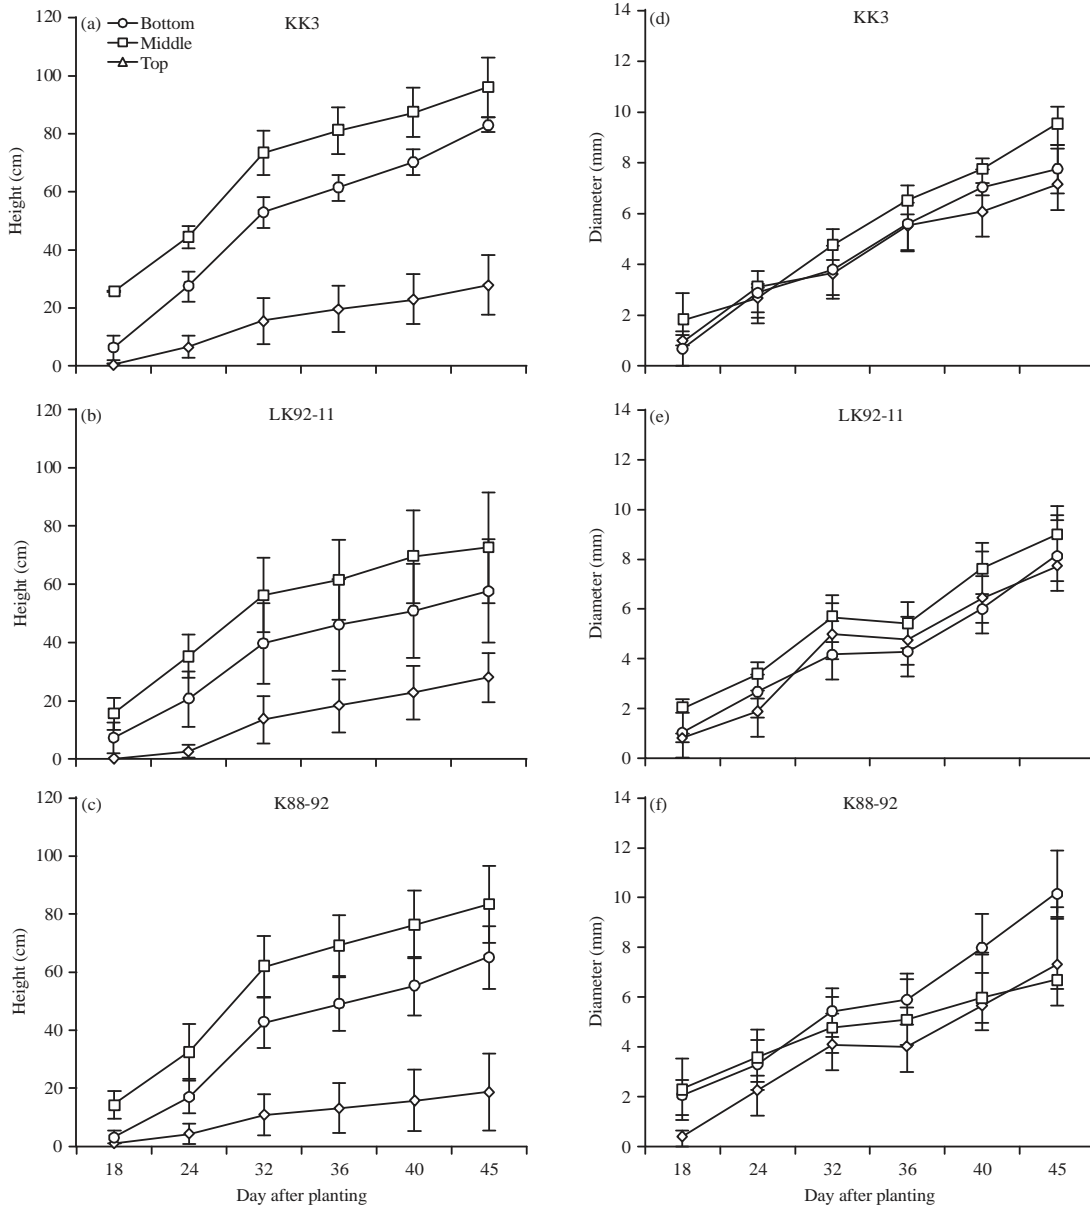 (a)
KK3
Bottom
Middle
Top
120
100
80
60
40
20
0
Height (cm)
(d)
KK3
14
12
10
8
6
4
2
0
Diameter (mm)
(b)
LK92-11
120
100
80
60
40
20
0
Height (cm)
(e)
LK92-11
14
12
10
8
6
4
2
0
Diameter (mm)
(c)
K88-92
120
100
80
60
40
20
0
Height (cm)
18 24 32 36 40 45
Day after planting
(f)
K88-92
14
12
10
8
6
4
2
0
Diameter (mm)
18 24 32 36 40 45
Day after planting